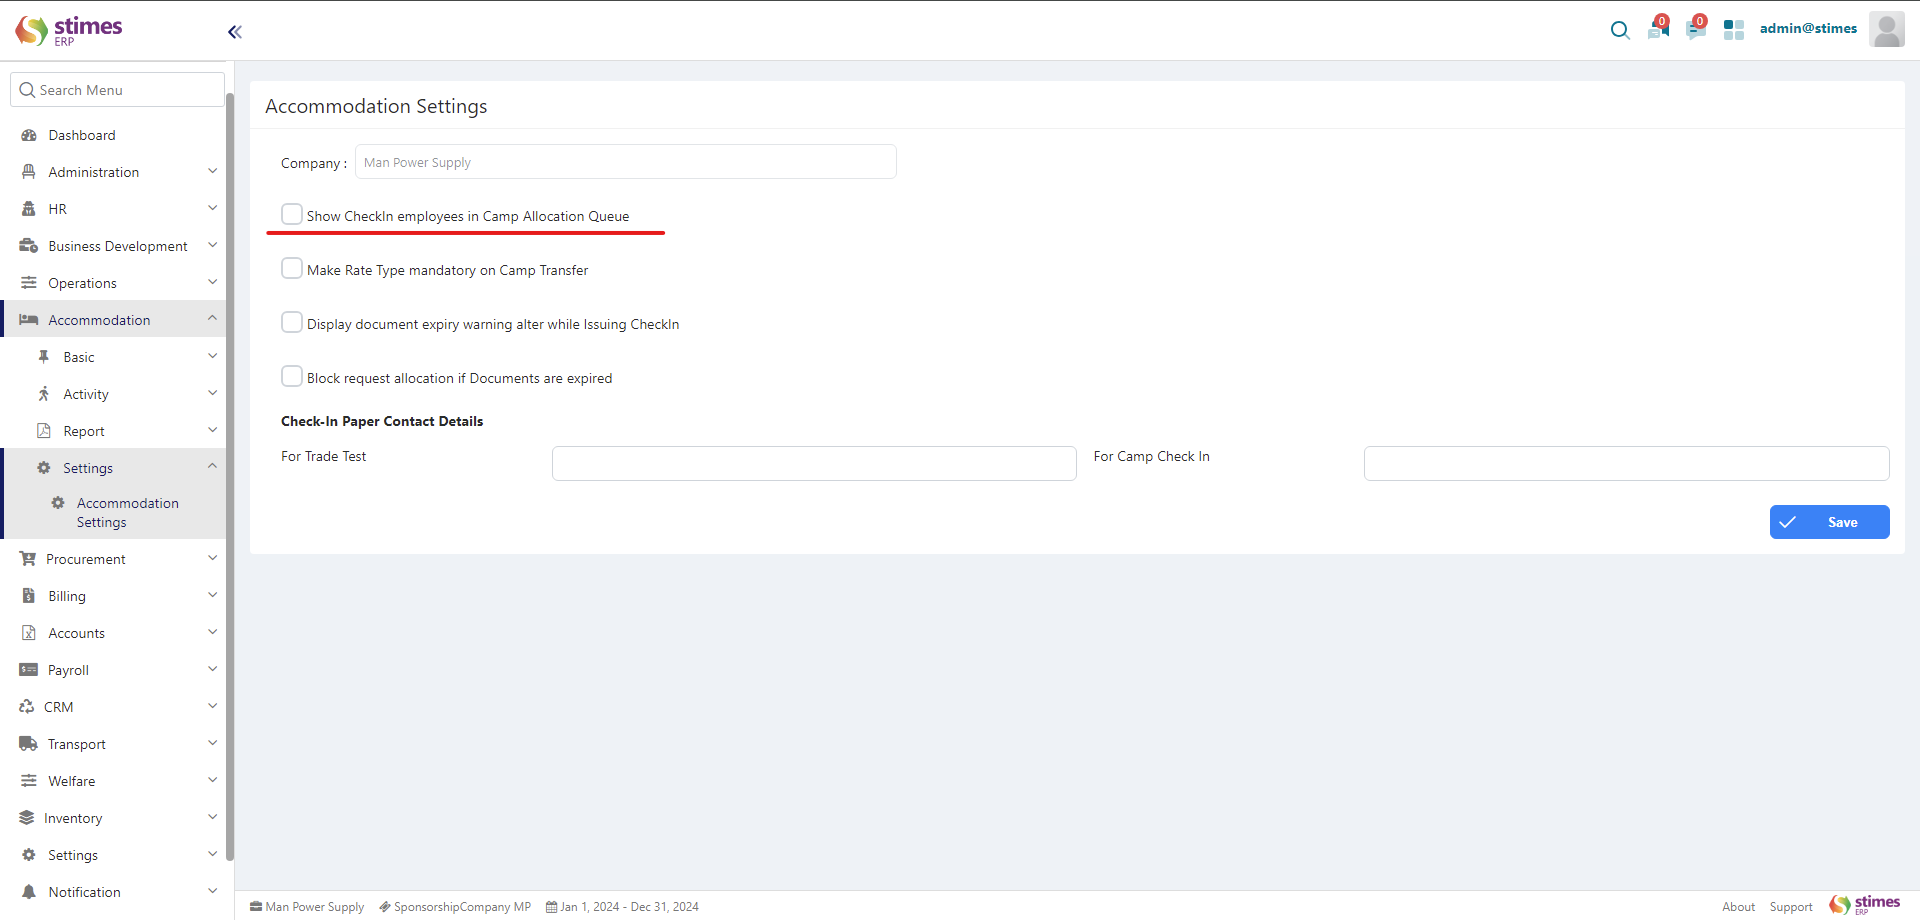 stimes
ERP
0
0
admin@stimes
Search Menu
Dashboard
Administration
HR
Business Development
Operations
Accommodation
Basic
Activity
Report
Settings
Accommodation
Settings
Procurement
Billing
Accounts
Payroll
CRM
Transport
Welfare
Inventory
Settings
Notification
Accommodation Settings
Company :
Man Power Supply
Show CheckIn employees in Camp Allocation Queue
Make Rate Type mandatory on Camp Transfer
Display document expiry warning alter while Issuing CheckIn
Block request allocation if Documents are expired
Check-In Paper Contact Details
For Trade Test
For Camp Check In
Save
Man Power Supply
SponsorshipCompany MP
Jan 1, 2024 - Dec 31, 2024
About
Support
stimes
ERP